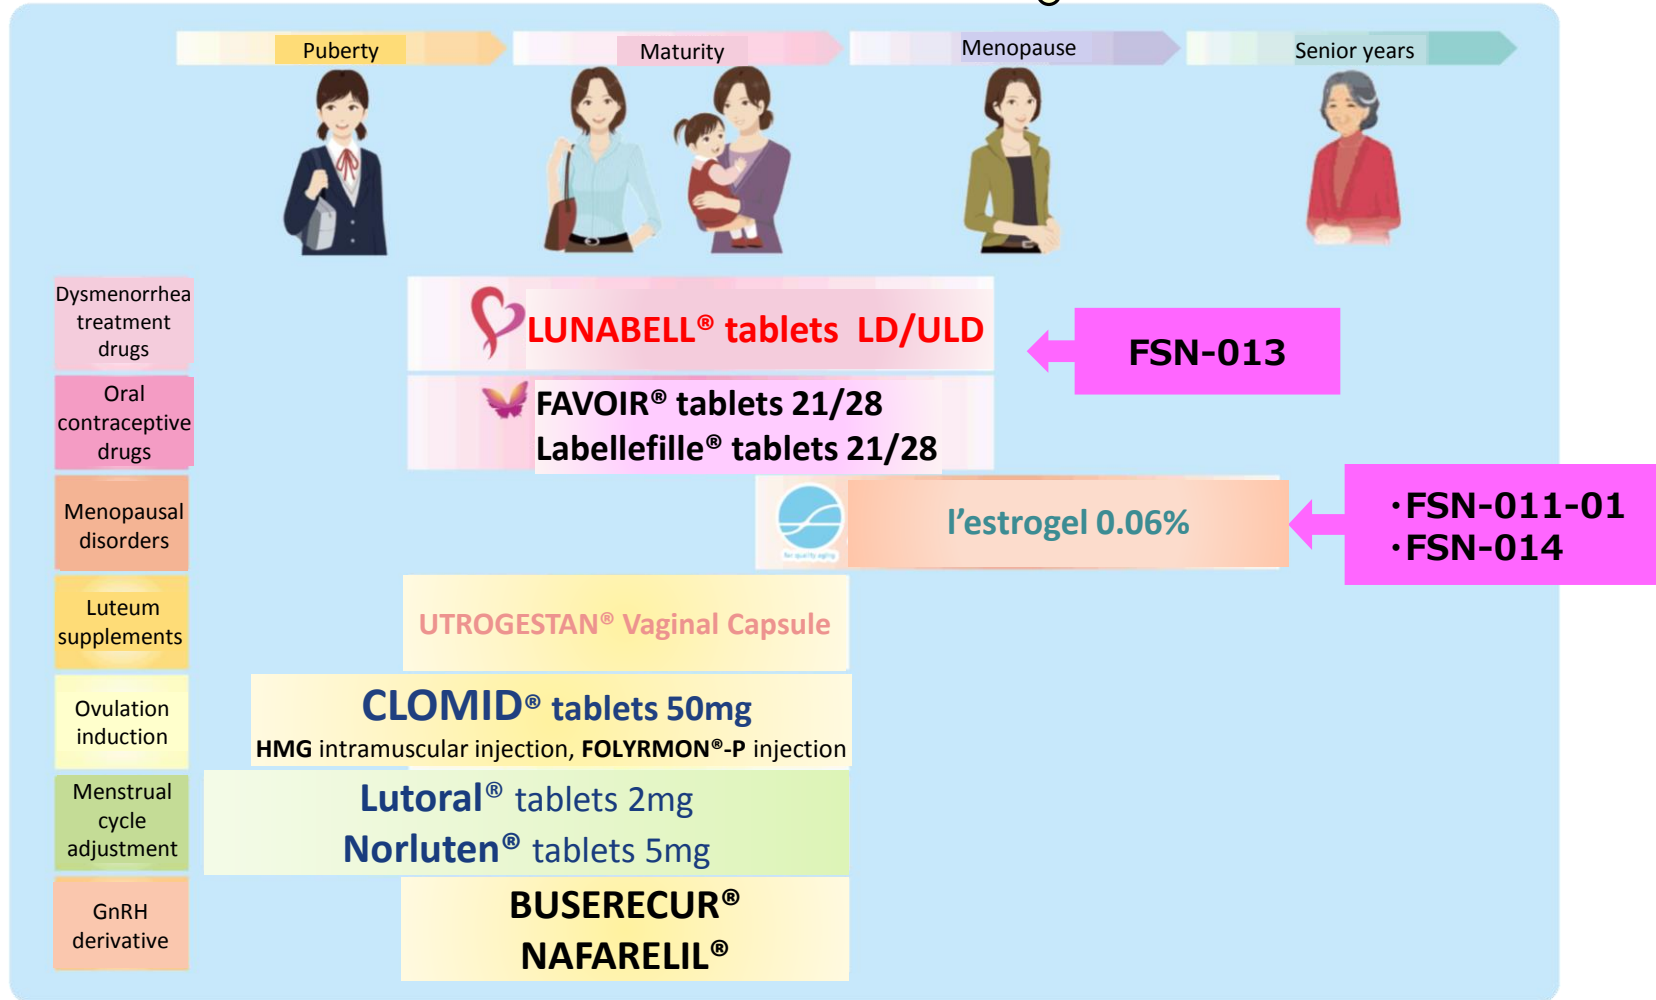 Puberty
Maturity
Menopause
Senior years
Dysmenorrhea
treatment
drugs
LUNABELL® tablets LD/ULD
FSN-013
Oral
contraceptive
drugs
FAVOIR® tablets 21/28
Labellefille® tablets 21/28
Menopausal
disorders
for quality aging
l’estrogel 0.06%
・FSN-011-01
・FSN-014
Luteum
supplements
UTROGESTAN® Vaginal Capsule
Ovulation
induction
CLOMID® tablets 50mg
HMG intramuscular injection, FOLYRMON®-P injection
Menstrual
cycle
adjustment
Lutoral® tablets 2mg
Norluten® tablets 5mg
GnRH
derivative
BUSERECUR®
NAFARELIL®